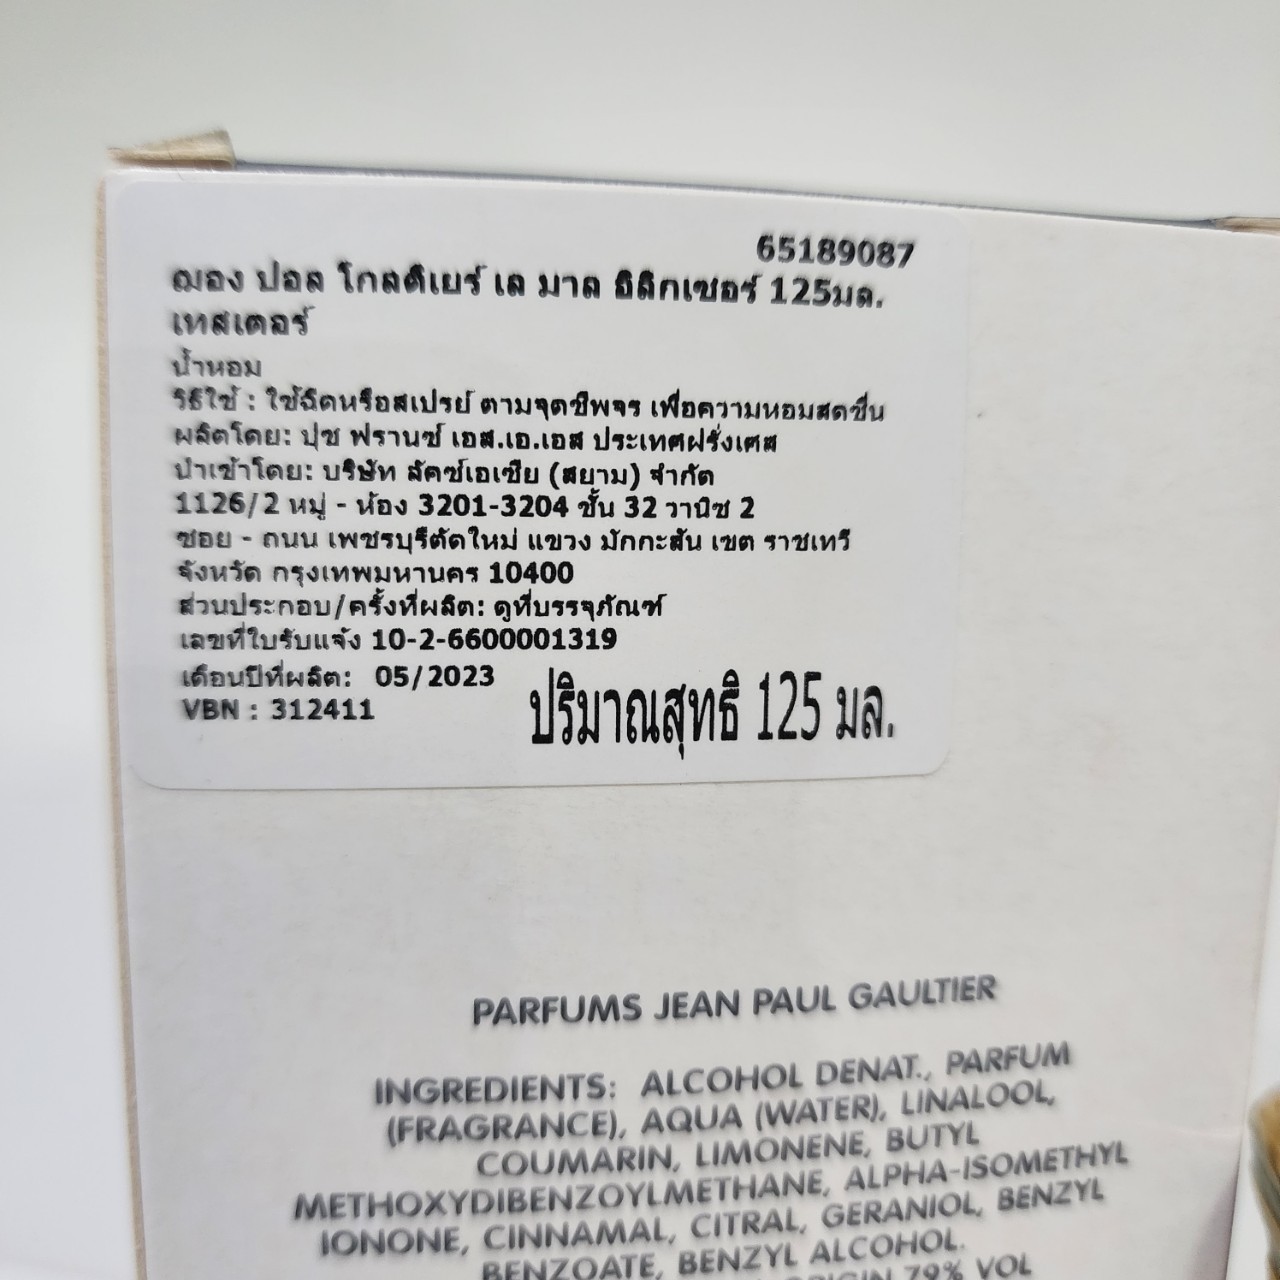 65189087
ฌอง ปอล โกลติเยร์ เล มาล อิลิกเซอร์ 125มล.
เทสเตอร์
น้ำหอม
วิธีใช้ : ใช้ฉีดหรือสเปรย์ ตามจุดชีพจร เพื่อความหอมสดชื่น
ผลิตโดย: ปุช ฟรานซ์ เอส.เอ.เอส ประเทศฝรั่งเศส
นำเข้าโดย: บริษัท ลัคซ์เอเซีย (สยาม) จำกัด
1126/2 หมู่ - ห้อง 3201-3204 ชั้น 32 วานิช 2
ซอย - ถนน เพชรบุรีตัดใหม่ แขวง มักกะสัน เขต ราชเทวี
จังหวัด กรุงเทพมหานคร 10400
ส่วนประกอบ/ครั้งที่ผลิต: ดูที่บรรจุภัณฑ์
เลขที่ใบรับแจ้ง 10-2-6600001319
เดือนปีที่ผลิต: 05/2023
VBN : 312411
ปริมาณสุทธิ 125 มล.
PARFUMS JEAN PAUL GAULTIER
INGREDIENTS: ALCOHOL DENAT., PARFUM
(FRAGRANCE), AQUA (WATER), LINALOOL,
COUMARIN, LIMONENE, BUTYL
METHOXYDIBENZOYLMETHANE, ALPHA-ISOMETHYL
IONONE, CINNAMAL, CITRAL, GERANIOL, BENZYL
BENZOATE, BENZYL ALCOHOL.
ORIGIN 79% VOL